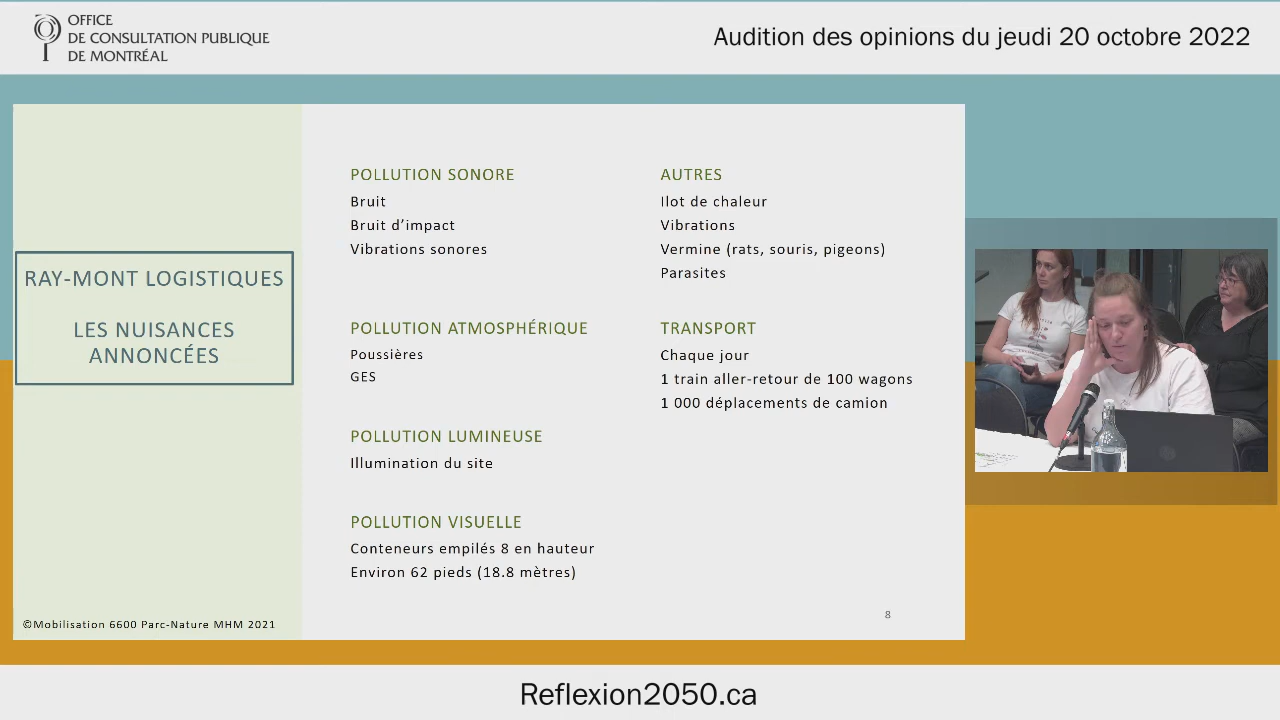 OFFICE
DE CONSULTATION PUBLIQUE
DE MONTRÉAL
Audition des opinions du jeudi 20 octobre 2022
RAY-MONT LOGISTIQUES
LES NUISANCES
ANNONCÉES
©Mobilisation 6600 Parc-Nature MHM 2021
POLLUTION SONORE
Bruit
Bruit d’impact
Vibrations sonores
POLLUTION ATMOSPHÉRIQUE
Poussières
GES
POLLUTION LUMINEUSE
Illumination du site
POLLUTION VISUELLE
Conteneurs empilés 8 en hauteur
Environ 62 pieds (18.8 mètres)
AUTRES
Ilot de chaleur
Vibrations
Vermine (rats, souris, pigeons)
Parasites
TRANSPORT
Chaque jour
1 train aller-retour de 100 wagons
1 000 déplacements de camion
8
Reflexion2050.ca